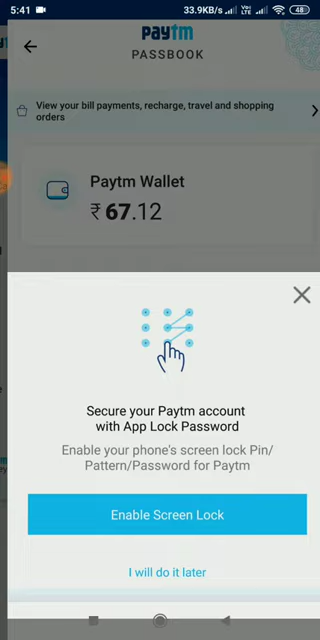 5:41 33.9KB/s VoI LTE 48
paytm
PASSBOOK
View your bill payments, recharge, travel and shopping
orders
Paytm Wallet
₹ 67.12
Secure your Paytm account
with App Lock Password
Enable your phone's screen lock Pin/
Pattern/Password for Paytm
Enable Screen Lock
I will do it later